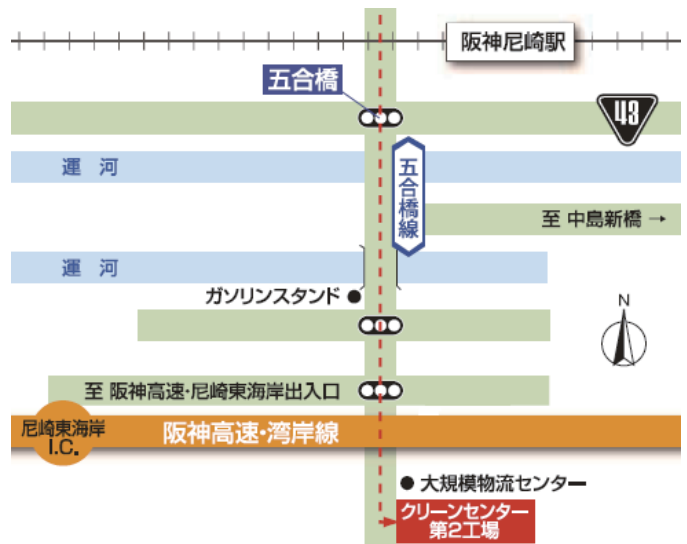 阪神尼崎駅
五合橋
43
運 河
五合橋線
至 中島新橋 →
運 河
ガソリンスタンド
N
至 阪神高速・尼崎東海岸出入口
尼崎東海岸
I.C.
阪神高速・湾岸線
大規模物流センター
クリーンセンター
第2工場